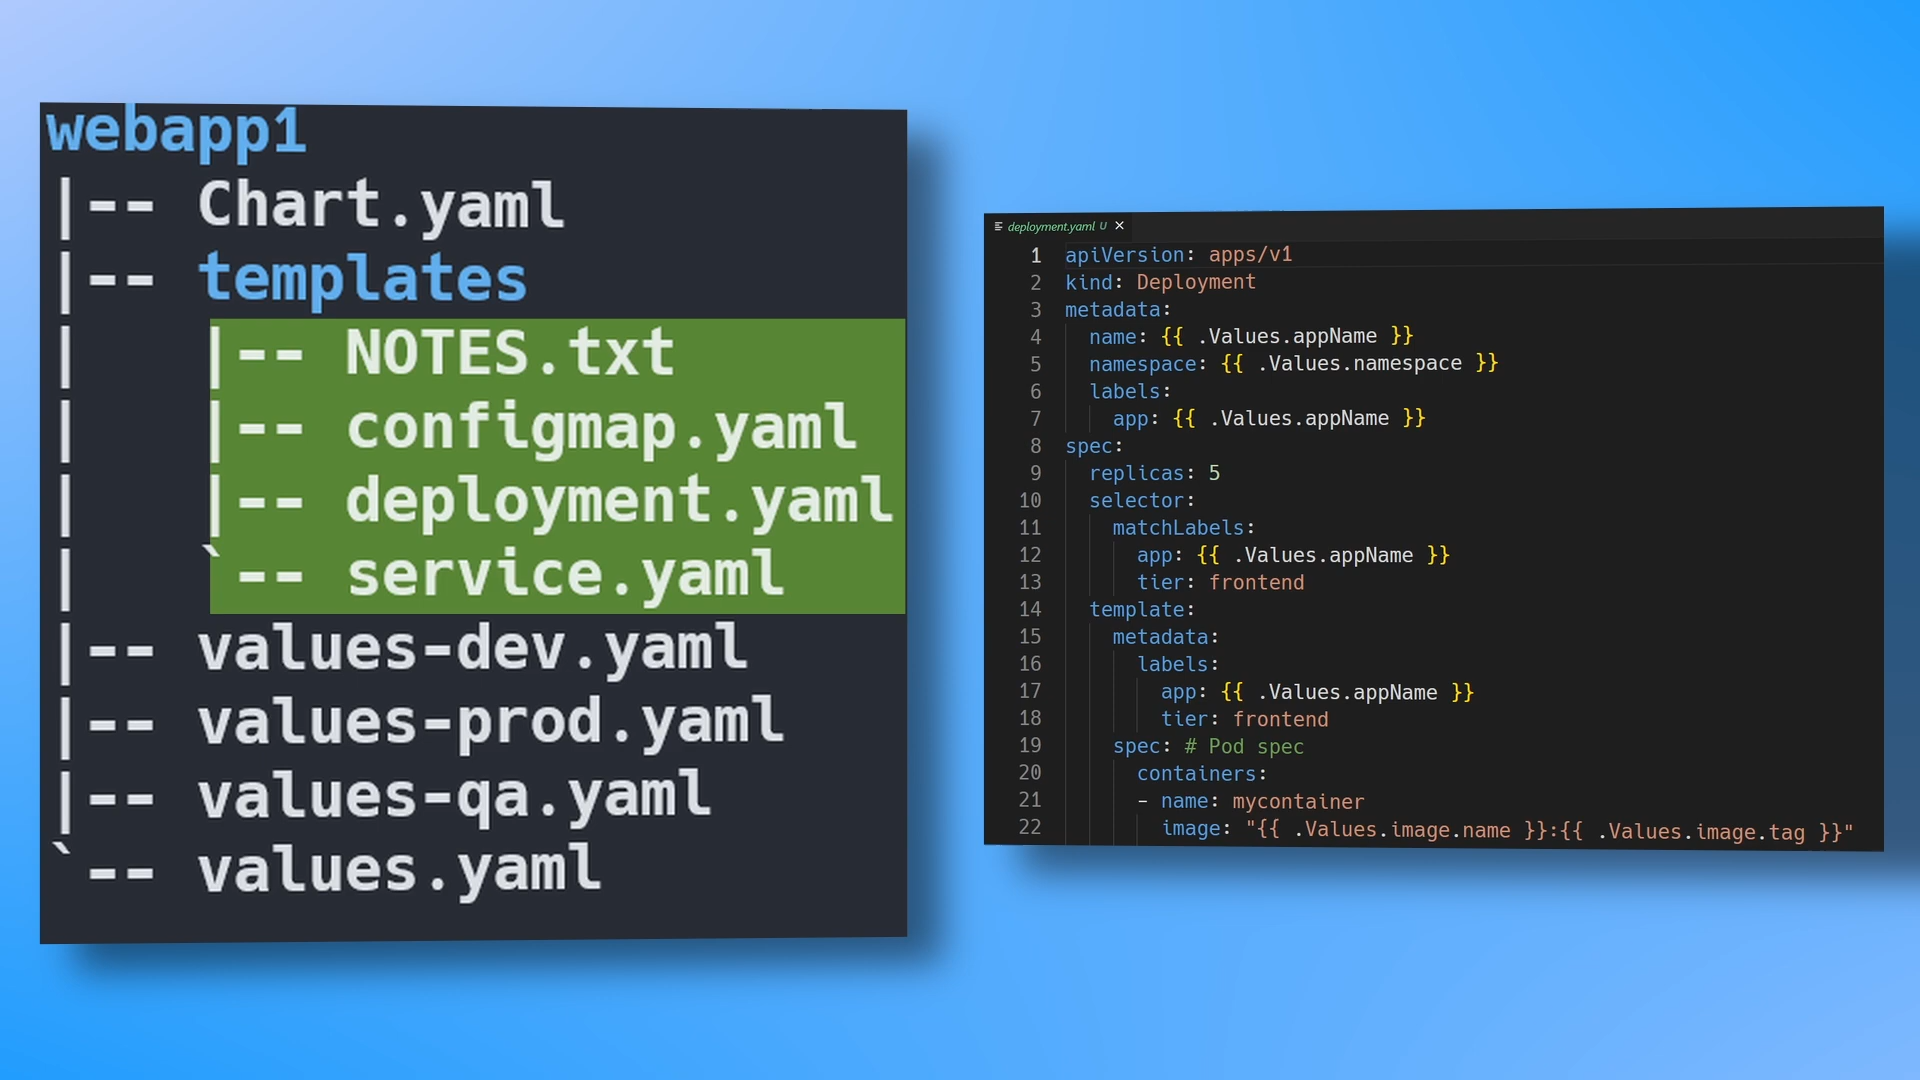 webapp1
|-- Chart.yaml
|-- templates
|   |-- NOTES.txt
|   |-- configmap.yaml
|   |-- deployment.yaml
|   `-- service.yaml
|-- values-dev.yaml
|-- values-prod.yaml
|-- values-qa.yaml
`-- values.yaml
deployment.yaml U ×
1 apiVersion: apps/v1
2 kind: Deployment
3 metadata:
4   name: {{ .Values.appName }}
5   namespace: {{ .Values.namespace }}
6   labels:
7     app: {{ .Values.appName }}
8 spec:
9   replicas: 5
10   selector:
11     matchLabels:
12       app: {{ .Values.appName }}
13       tier: frontend
14   template:
15     metadata:
16       labels:
17         app: {{ .Values.appName }}
18         tier: frontend
19     spec: # Pod spec
20       containers:
21       - name: mycontainer
22         image: "{{ .Values.image.name }}:{{ .Values.image.tag }}"